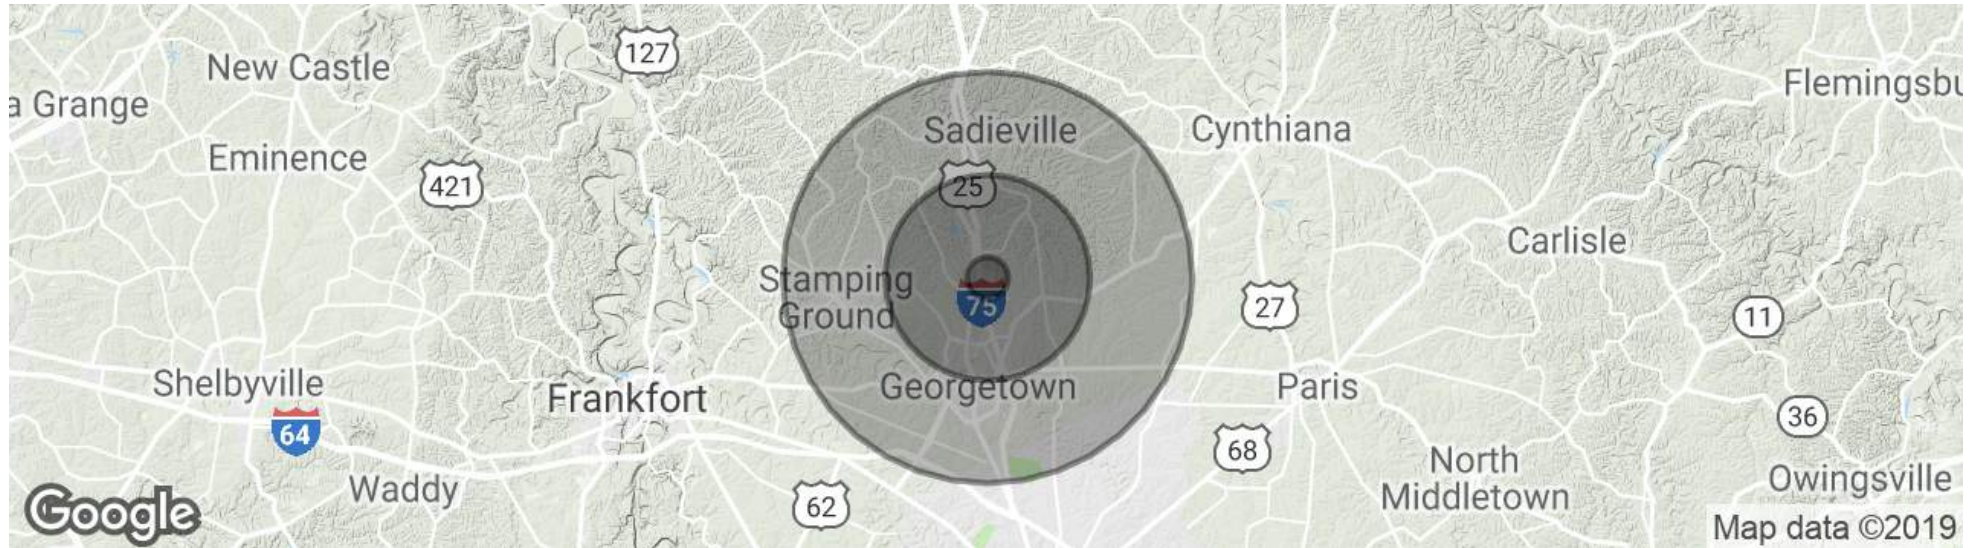 127
New Castle
Flemingsbu
a Grange
Sadieville
Cynthiana
Eminence
421
25
Carlisle
Stamping
Ground
75
27
11
Shelbyville
Frankfort
Georgetown
Paris
36
64
68
North
Middletown
Waddy
62
Owingsville
Google
Map data ©2019